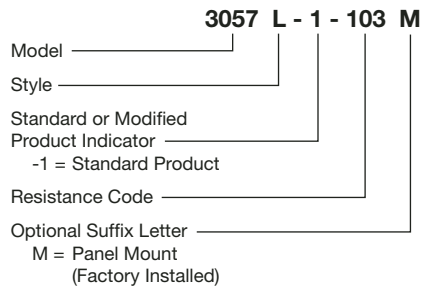 3057 L - 1 - 103 M
Model
Style
Standard or Modified
Product Indicator
-1 = Standard Product
Resistance Code
Optional Suffix Letter
M = Panel Mount
(Factory Installed)